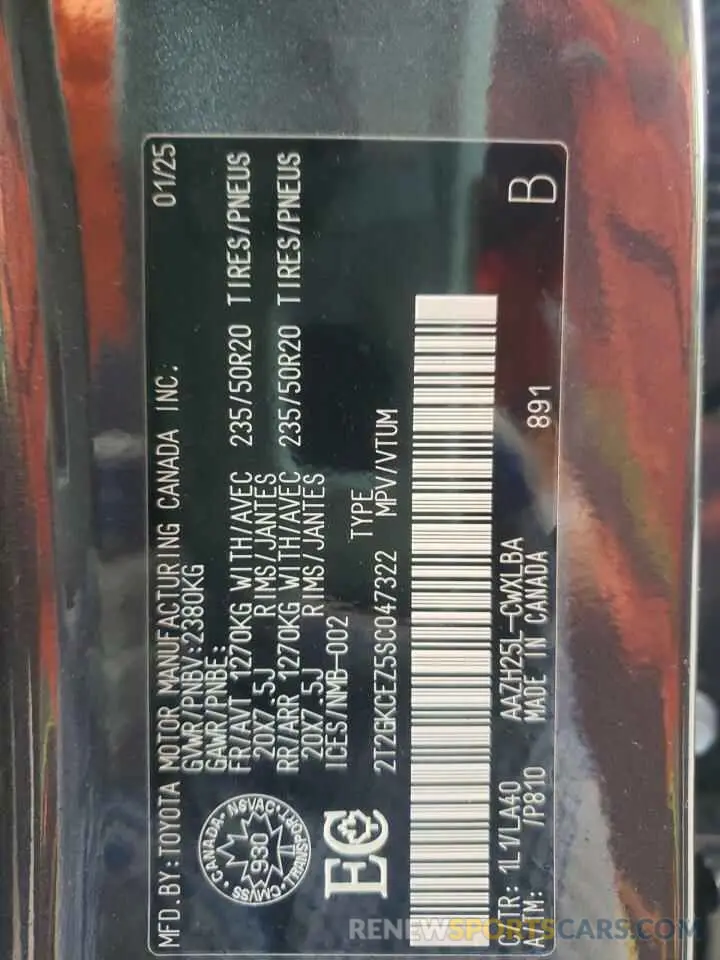 MFD.BY:TOYOTA MOTOR MANUFACTURING CANADA INC. 01/25
GVWR/PNBV:2380KG
GAWR/PNBE:
FR/AVT 1270KG WITH/AVEC 235/50R20 TIRES/PNEUS
20X7.5J RIMS/JANTES
RR/ARR 1270KG WITH/AVEC 235/50R20 TIRES/PNEUS
20X7.5J RIMS/JANTES
ICES/NMB-002
TYPE
2T2GKCEZ5SC047322 MPV/VTUM
CANADA·NSVAC·TRANSPORT·CMVSS·
930
EC
C/TR: 1L1/LA40 AAZH25L-CWXLBA
A/TM: /P810 MADE IN CANADA 891 B
RENEWSPORTSCARS.COM